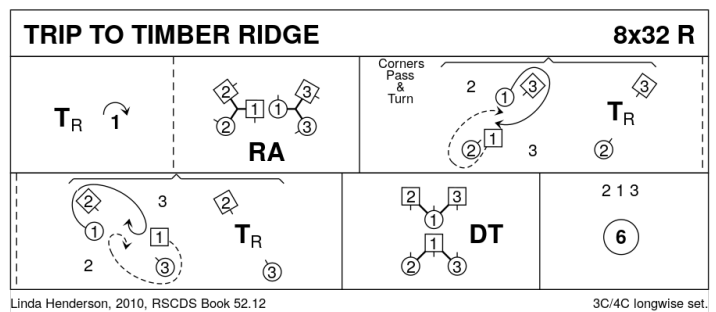 TRIP TO TIMBER RIDGE 8x32 R
TR 1
2 3
1 1
2 3
RA
Corners
Pass
&
Turn
2 1 3 3
TR
2 1 3 2
2 3 2
1 1 TR
2 3 3
2 3
1
1
2 3
DT
2 1 3
6
Linda Henderson, 2010, RSCDS Book 52.12 3C/4C longwise set.